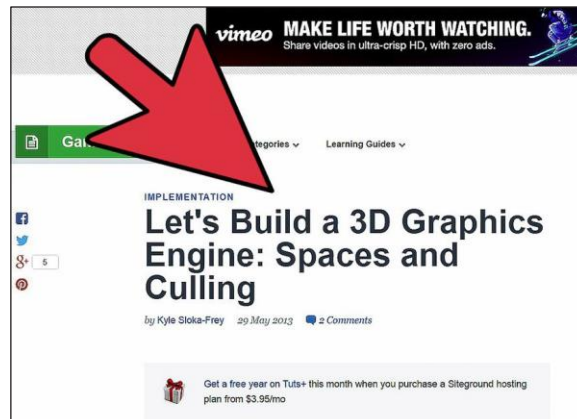 vimeo
MAKE LIFE WORTH WATCHING.
Share videos in ultra-crisp HD, with zero ads.
tegories
Learning Guides
IMPLEMENTATION
Let's Build a 3D Graphics
Engine: Spaces and
Culling
by Kyle Sloka-Frey 29 May 2013 2 Comments
5
Get a free year on Tuts+ this month when you purchase a Siteground hosting
plan from $3.95/mo